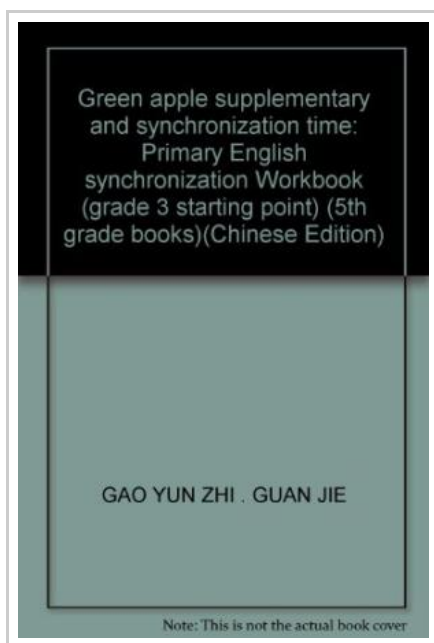 Green apple supplementary
and synchronization time:
Primary English
synchronization Workbook
(grade 3 starting point) (5th
grade books)(Chinese Edition)
GAO YUN ZHI . GUAN JIE
Note: This is not the actual book cover